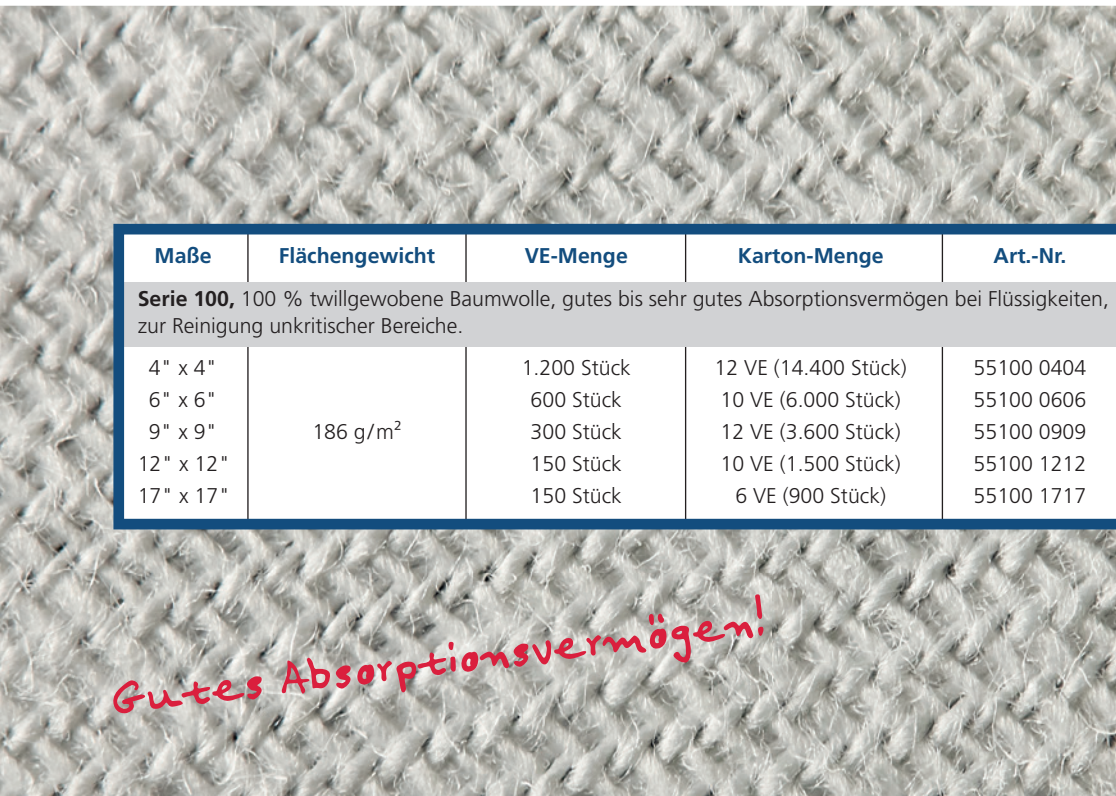 Maße Flächengewicht VE-Menge Karton-Menge Art.-Nr.
Serie 100, 100 % twillgewobene Baumwolle, gutes bis sehr gutes Absorptionsvermögen bei Flüssigkeiten,
zur Reinigung unkritischer Bereiche.
4" x 4" 1.200 Stück 12 VE (14.400 Stück) 55100 0404
6" x 6" 600 Stück 10 VE (6.000 Stück) 55100 0606
9" x 9" 186 g/m² 300 Stück 12 VE (3.600 Stück) 55100 0909
12" x 12" 150 Stück 10 VE (1.500 Stück) 55100 1212
17" x 17" 150 Stück 6 VE (900 Stück) 55100 1717
Gutes Absorptionsvermögen!